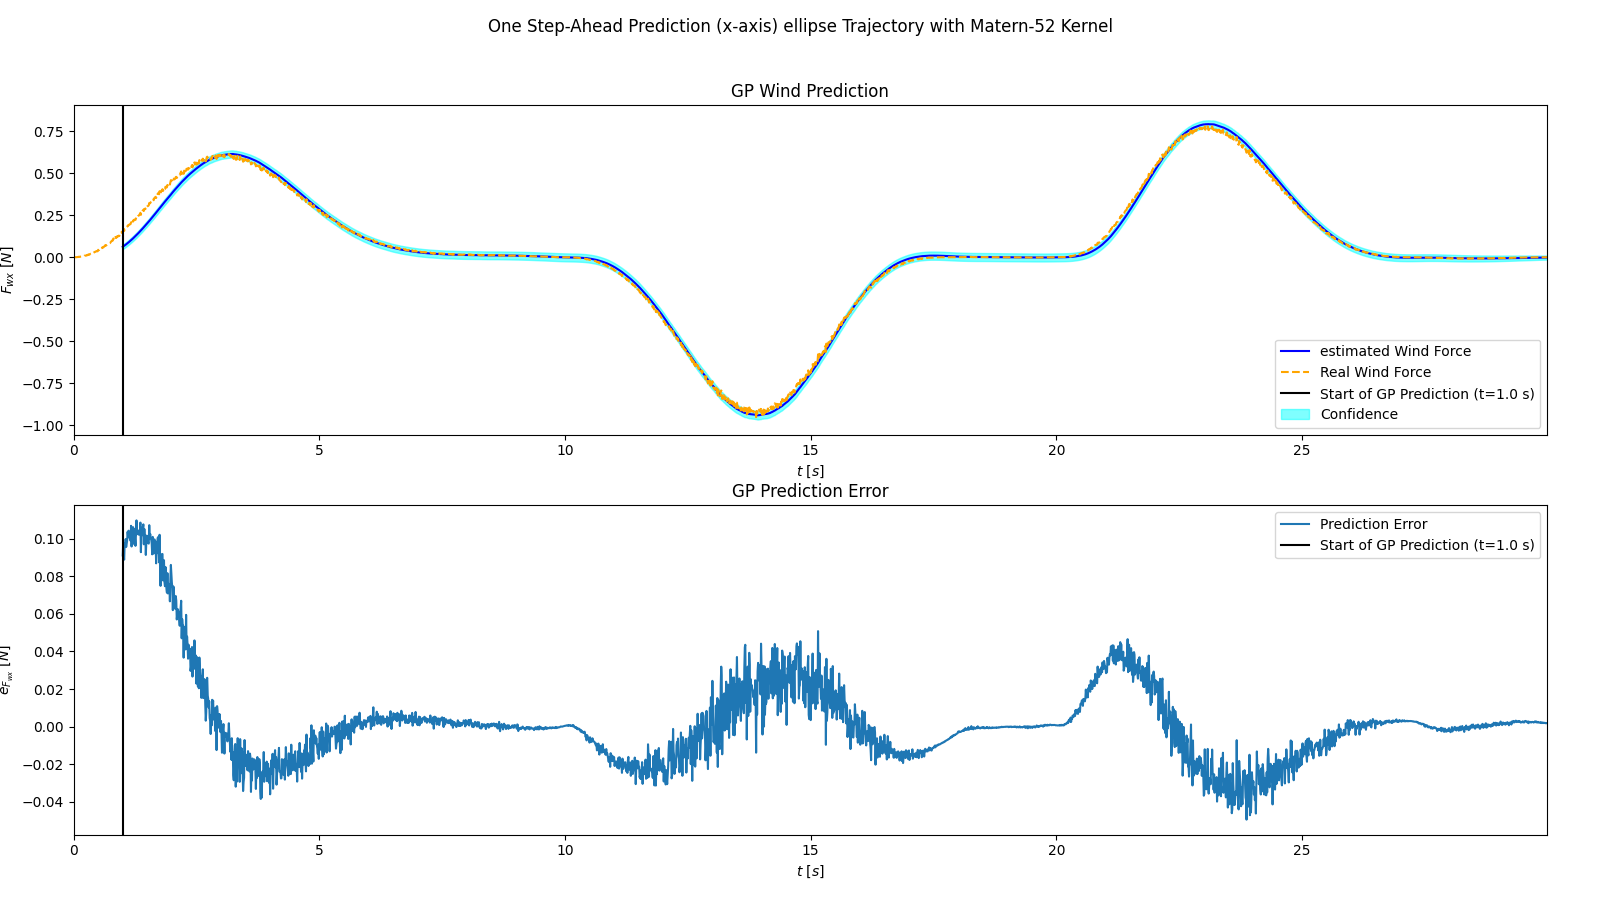 One Step-Ahead Prediction (x-axis) ellipse Trajectory with Matern-52 Kernel
GP Wind Prediction
F_wx [N]
0.75
0.50
0.25
0.00
−0.25
−0.50
−0.75
−1.00
estimated Wind Force
Real Wind Force
Start of GP Prediction (t=1.0 s)
Confidence
0 5 10 15 20 25
t [s]
GP Prediction Error
e_F_wx [N]
0.10
0.08
0.06
0.04
0.02
0.00
−0.02
−0.04
Prediction Error
Start of GP Prediction (t=1.0 s)
0 5 10 15 20 25
t [s]